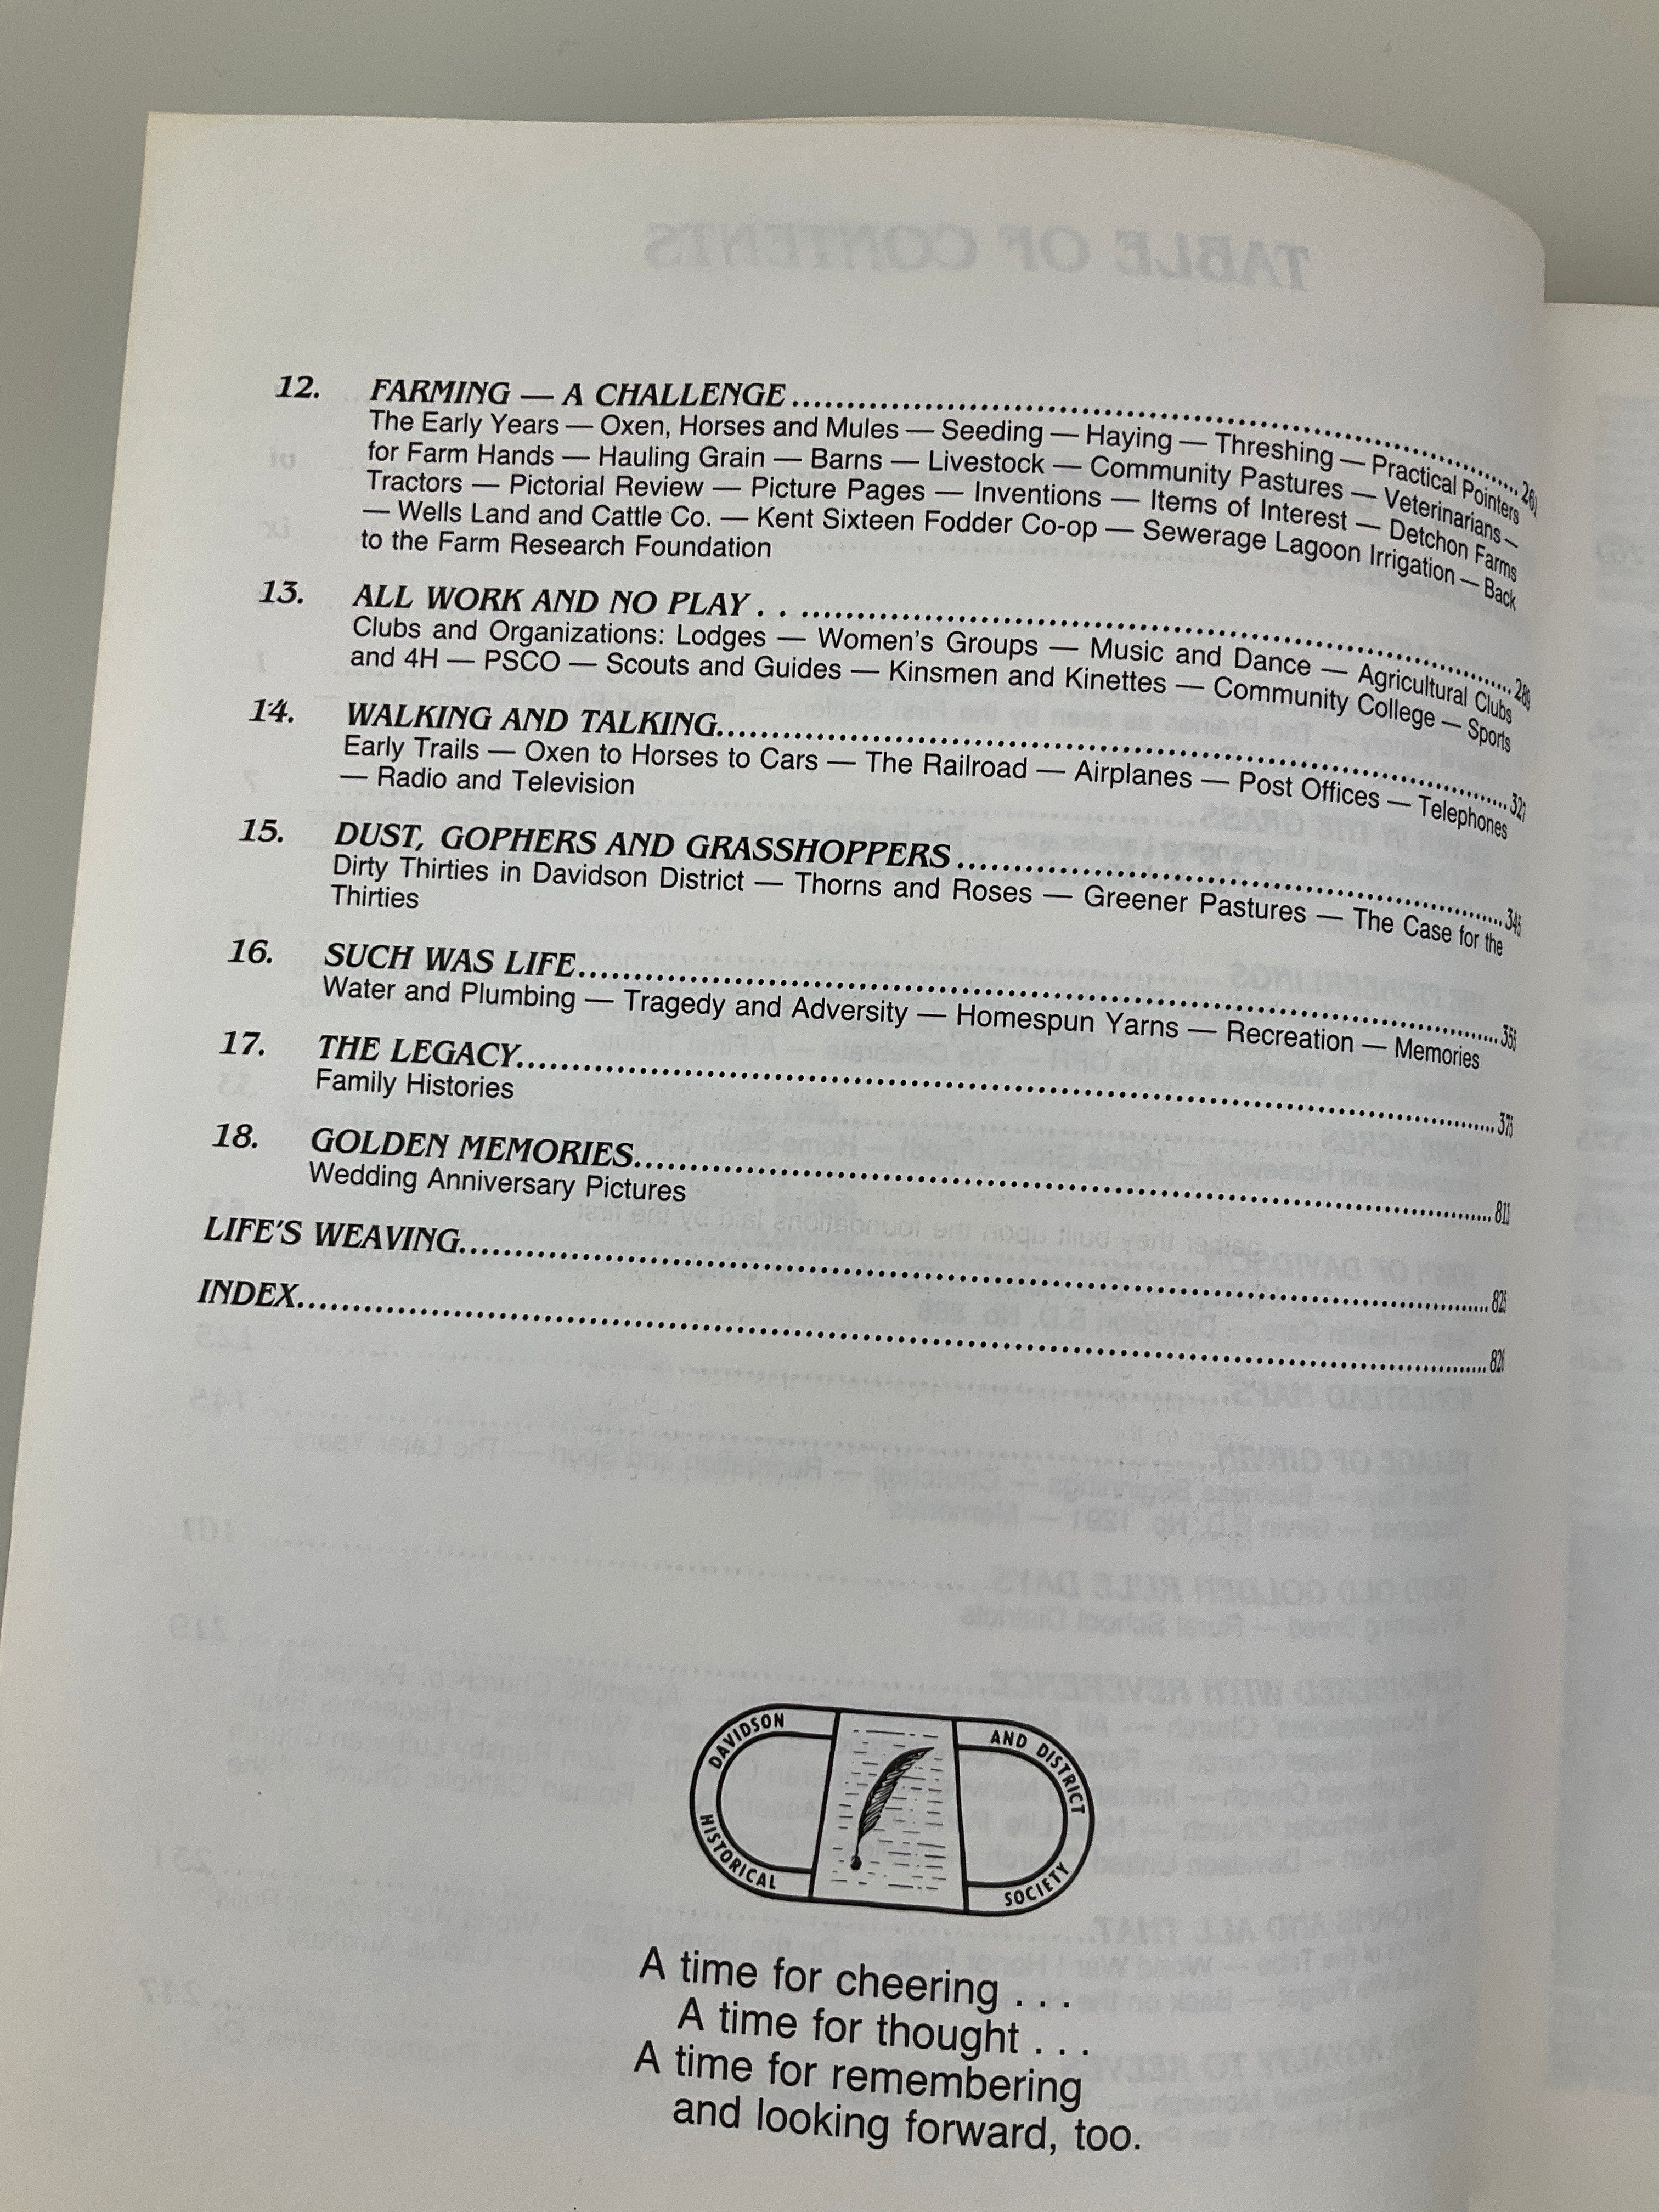 12. FARMING — A CHALLENGE
The Early Years — Oxen, Horses and Mules — Seeding — Haying — Threshing — Practical Pointers
for Farm Hands — Hauling Grain — Barns — Livestock — Community Pastures — Veterinarians —
Tractors — Pictorial Review — Picture Pages — Inventions — Items of Interest — Detchon Farms
— Wells Land and Cattle Co. — Kent Sixteen Fodder Co-op — Sewerage Lagoon Irrigation — Back
to the Farm Research Foundation
13. ALL WORK AND NO PLAY
Clubs and Organizations: Lodges — Women's Groups — Music and Dance — Agricultural Clubs
and 4H — PSCO — Scouts and Guides — Kinsmen and Kinettes — Community College — Sports
14. WALKING AND TALKING
Early Trails — Oxen to Horses to Cars — The Railroad — Airplanes — Post Offices — Telephones
— Radio and Television
15. DUST, GOPHERS AND GRASSHOPPERS
Dirty Thirties in Davidson District — Thorns and Roses — Greener Pastures — The Case for the
Thirties
16. SUCH WAS LIFE
Water and Plumbing — Tragedy and Adversity — Homespun Yarns — Recreation — Memories
17. THE LEGACY
Family Histories
18. GOLDEN MEMORIES
Wedding Anniversary Pictures
LIFE'S WEAVING
INDEX
DAVIDSON AND DISTRICT
HISTORICAL SOCIETY
A time for cheering . . .
A time for thought . . .
A time for remembering
and looking forward, too.